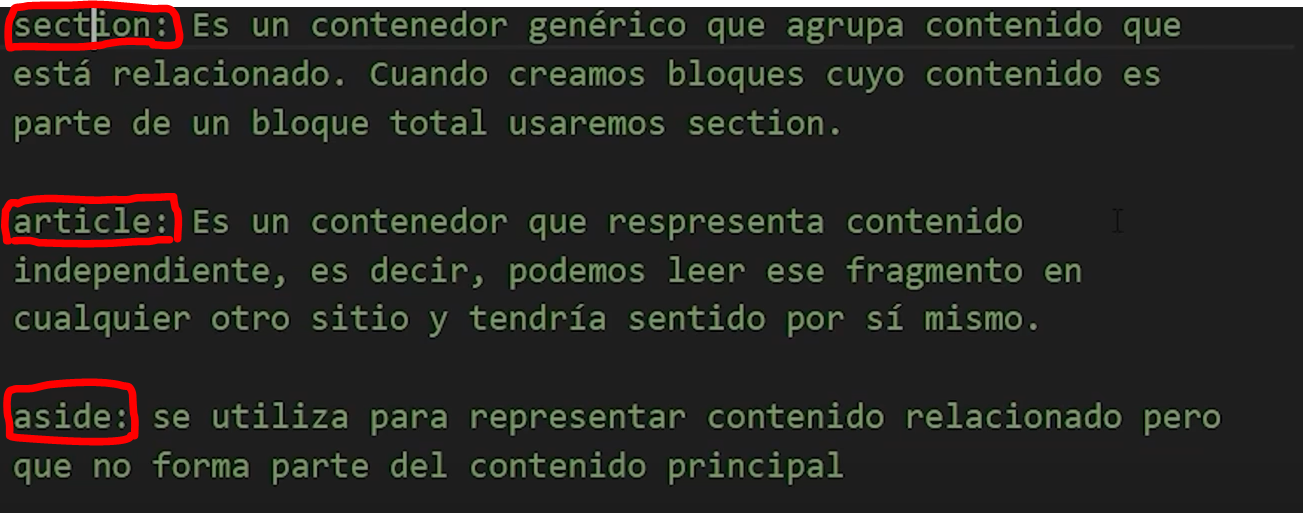 section: Es un contenedor genérico que agrupa contenido que
está relacionado. Cuando creamos bloques cuyo contenido es
parte de un bloque total usaremos section.
article: Es un contenedor que respresenta contenido
independiente, es decir, podemos leer ese fragmento en
cualquier otro sitio y tendría sentido por sí mismo.
aside: se utiliza para representar contenido relacionado pero
que no forma parte del contenido principal